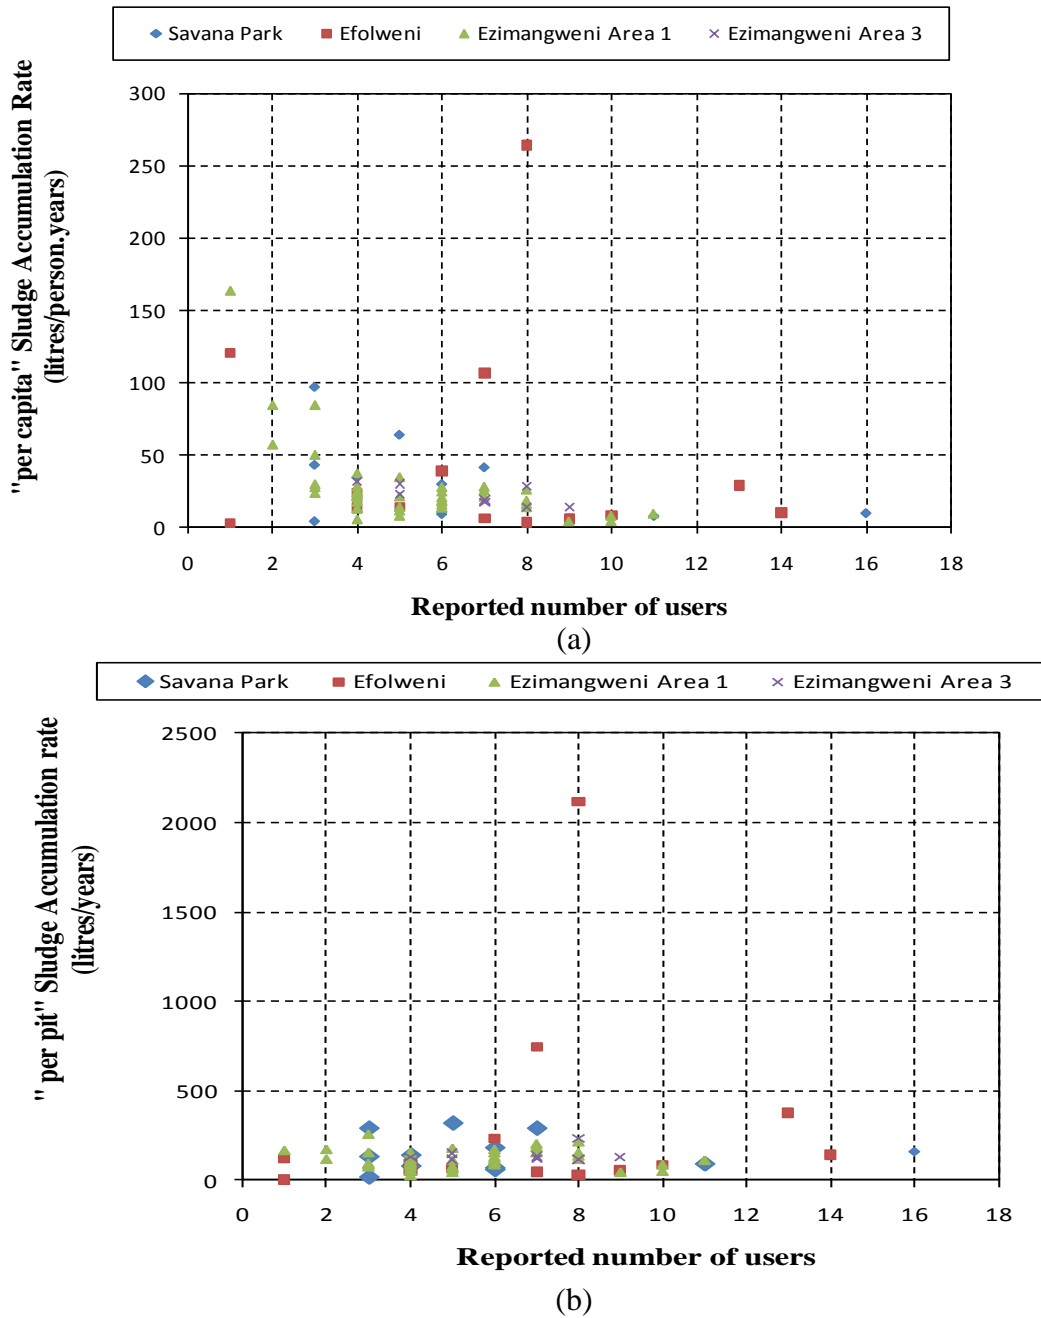 Savana Park Efolweni Ezimangweni Area 1 Ezimangweni Area 3
"per capita" Sludge Accumulation Rate
(litres/person.years)
300
250
200
150
100
50
0
0 2 4 6 8 10 12 14 16 18
Reported number of users
(a)
Savana Park Efolweni Ezimangweni Area 1 Ezimangweni Area 3
" per pit" Sludge Accumulation rate
(litres/years)
2500
2000
1500
1000
500
0
0 2 4 6 8 10 12 14 16 18
Reported number of users
(b)